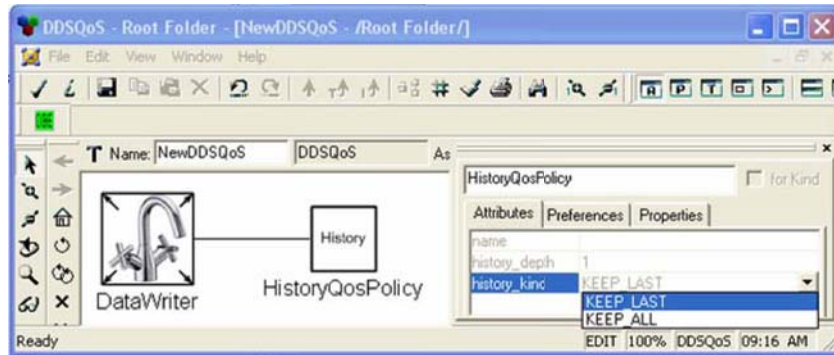 DDSQoS - Root Folder - [NewDDSQoS - /Root Folder/]
File Edit View Window Help
Name: NewDDSQoS DDSQoS As
HistoryQosPolicy for Kind
Attributes Preferences Properties
name
history_depth 1
history_kind KEEP_LAST
KEEP_LAST
KEEP_ALL
History
DataWriter HistoryQosPolicy
Ready EDIT 100% DDSQoS 09:16 AM